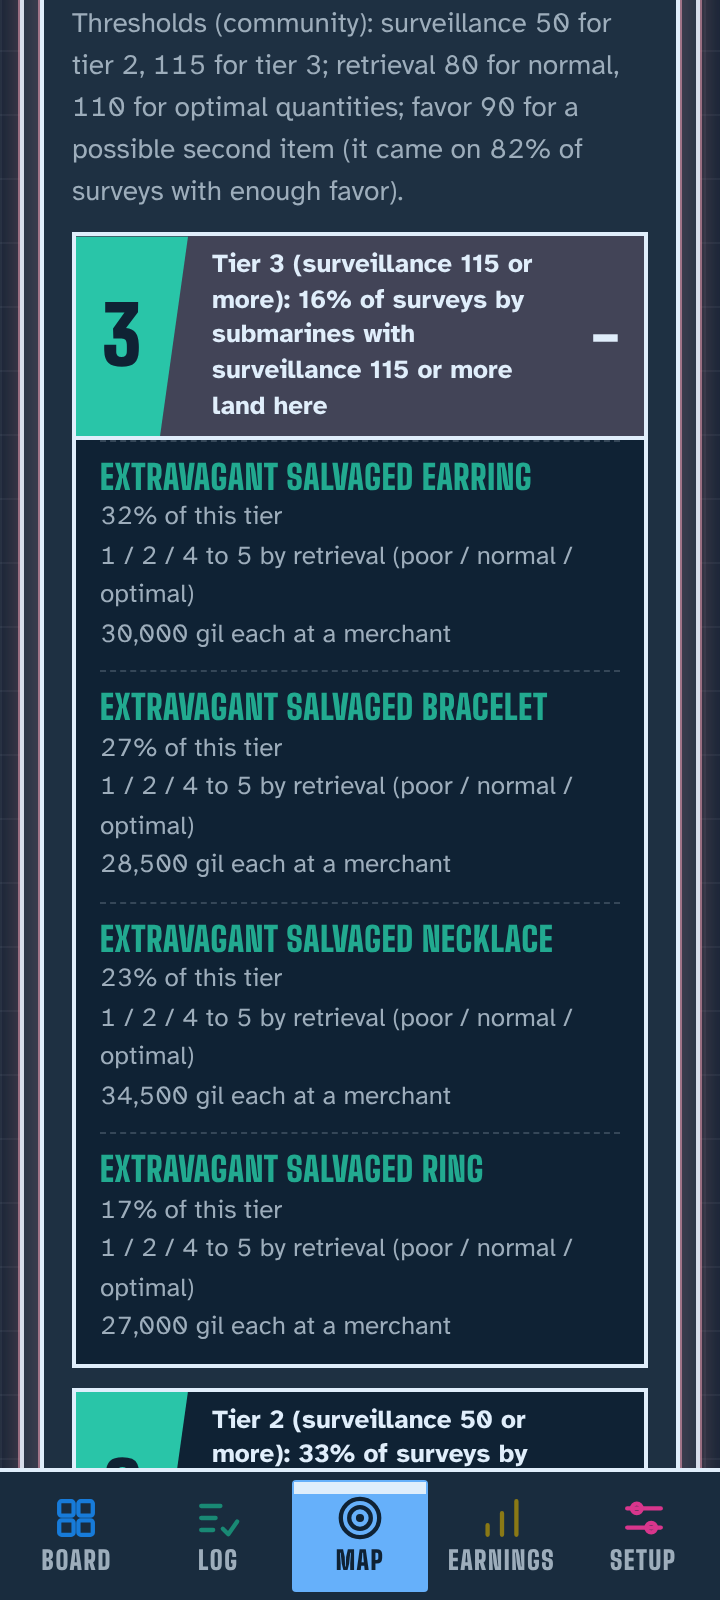 Thresholds (community): surveillance 50 for
tier 2, 115 for tier 3; retrieval 80 for normal,
110 for optimal quantities; favor 90 for a
possible second item (it came on 82% of
surveys with enough favor).
3
Tier 3 (surveillance 115 or
more): 16% of surveys by
submarines with
surveillance 115 or more
land here
EXTRAVAGANT SALVAGED EARRING
32% of this tier
1 / 2 / 4 to 5 by retrieval (poor / normal /
optimal)
30,000 gil each at a merchant
EXTRAVAGANT SALVAGED BRACELET
27% of this tier
1 / 2 / 4 to 5 by retrieval (poor / normal /
optimal)
28,500 gil each at a merchant
EXTRAVAGANT SALVAGED NECKLACE
23% of this tier
1 / 2 / 4 to 5 by retrieval (poor / normal /
optimal)
34,500 gil each at a merchant
EXTRAVAGANT SALVAGED RING
17% of this tier
1 / 2 / 4 to 5 by retrieval (poor / normal /
optimal)
27,000 gil each at a merchant
Tier 2 (surveillance 50 or
more): 33% of surveys by
BOARD
LOG
MAP
EARNINGS
SETUP